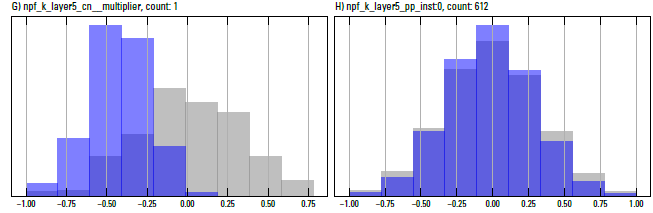 G) npf_k_layer5_cn__multiplier, count: 1
H) npf_k_layer5_pp_inst:0, count: 612
−1.00 −0.75 −0.50 −0.25 0.00 0.25 0.50 0.75
−1.00 −0.75 −0.50 −0.25 0.00 0.25 0.50 0.75 1.00